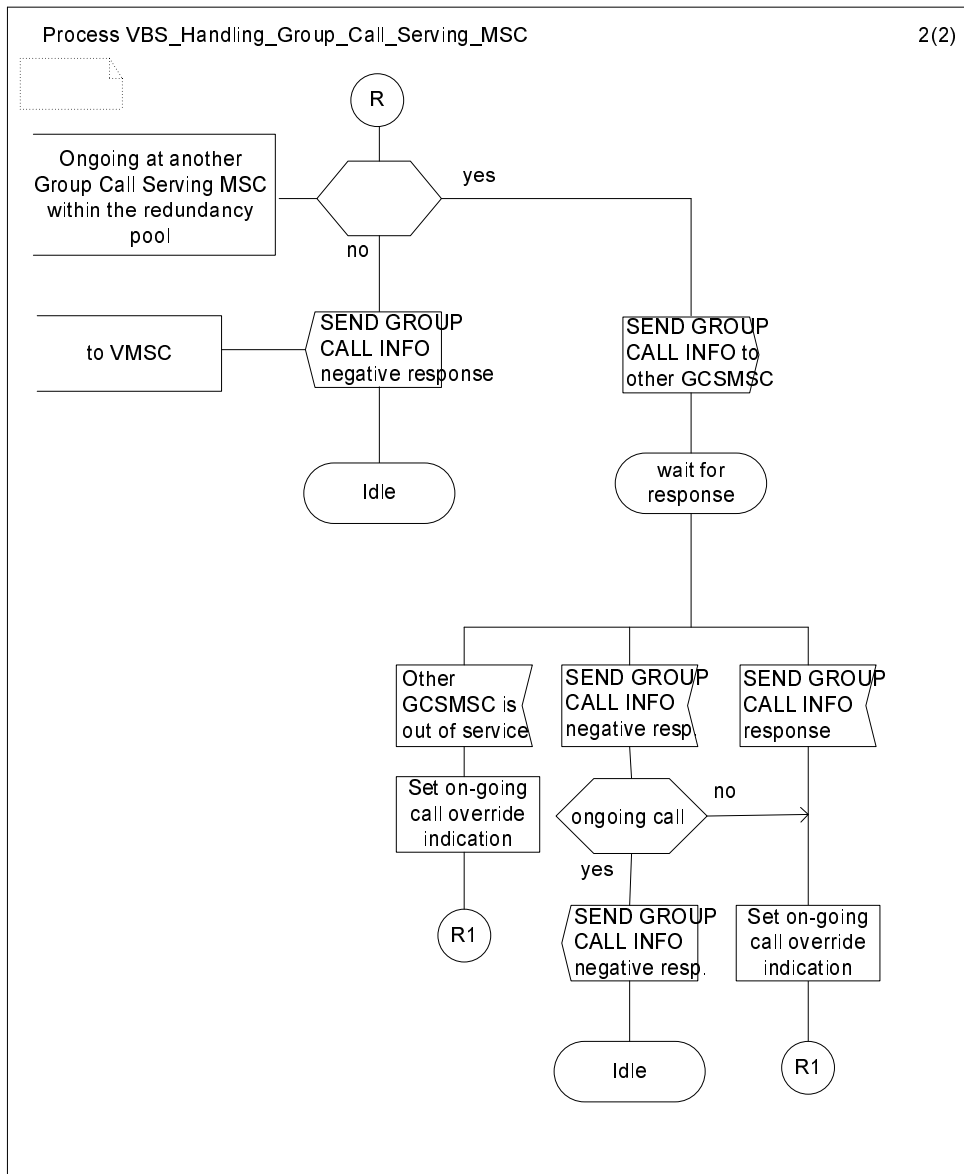 Process VBS_Handling_Group_Call_Serving_MSC
2(2)
R
Ongoing at another
Group Call Serving MSC
within the redundancy
pool
yes
no
SEND GROUP
CALL INFO
negative response
to VMSC
SEND GROUP
CALL INFO to
other GCSMSC
Idle
wait for
response
Other
GCSMSC is
out of service
SEND GROUP
CALL INFO
negative resp.
SEND GROUP
CALL INFO
response
Set on-going
call override
indication
ongoing call
no
yes
R1
SEND GROUP
CALL INFO
negative resp.
Set on-going
call override
indication
Idle
R1